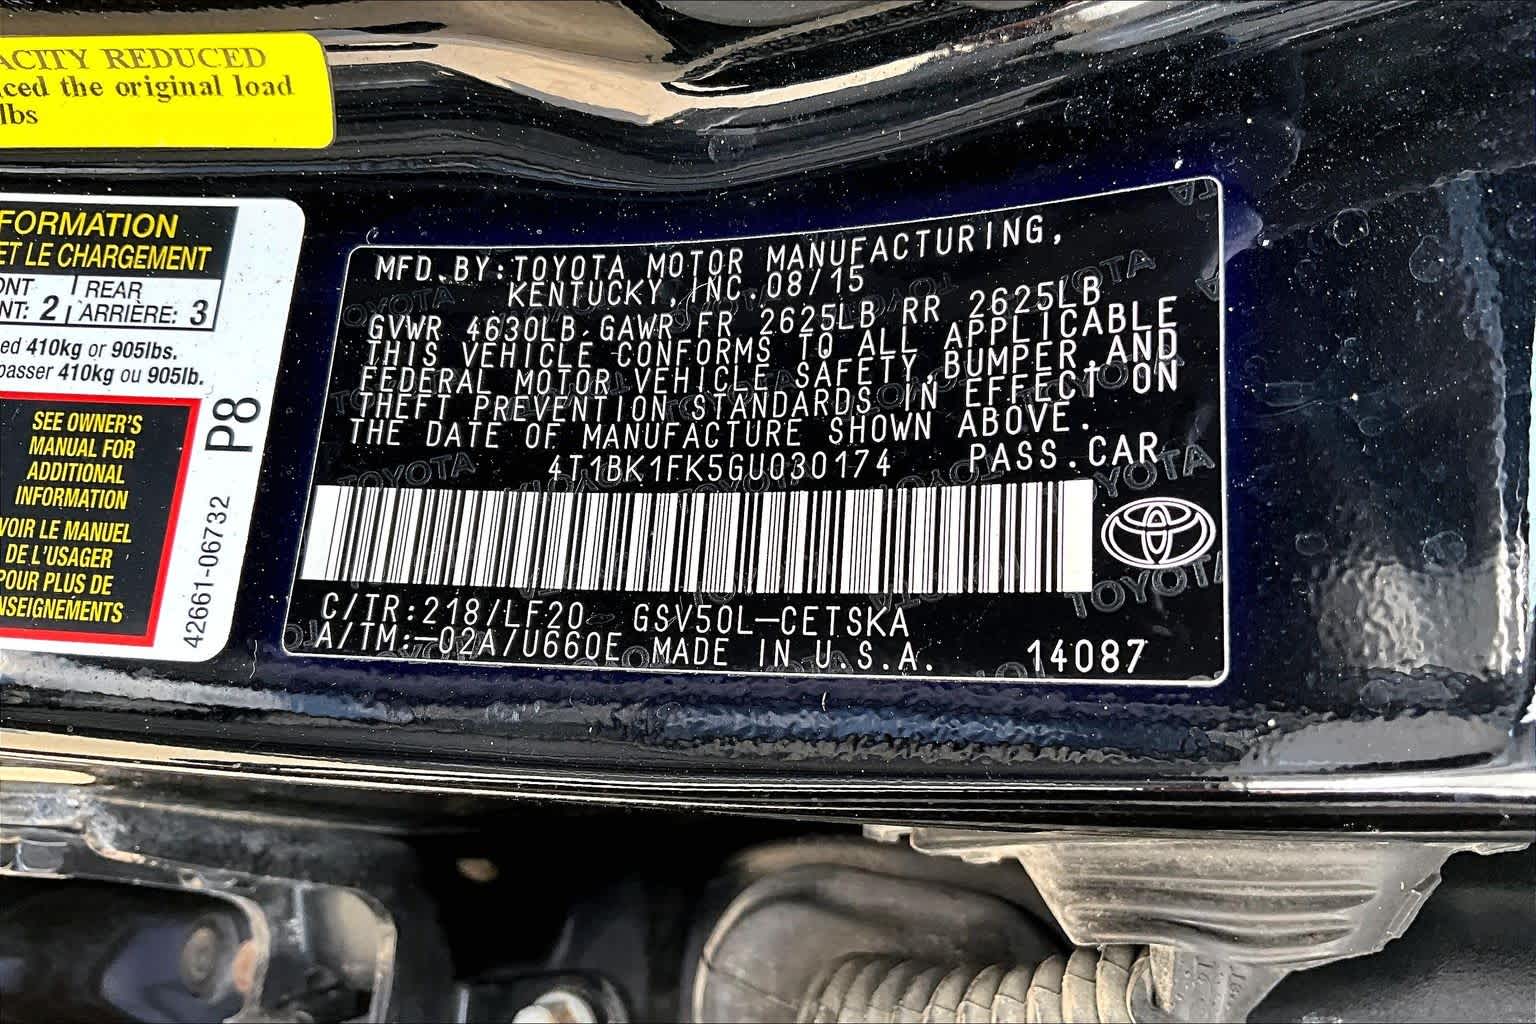 ACITY REDUCED
ced the original load
lbs
FORMATION
ET LE CHARGEMENT
ONT | REAR
NT: 2 | ARRIÈRE: 3
ed 410kg or 905lbs.
passer 410kg ou 905lb.
SEE OWNER'S
MANUAL FOR
ADDITIONAL
INFORMATION
VOIR LE MANUEL
DE L'USAGER
POUR PLUS DE
NSEIGNEMENTS
P8
42661-06732
MFD.BY:TOYOTA MOTOR MANUFACTURING,
KENTUCKY,INC.08/15
GVWR 4630LB GAWR FR 2625LB RR 2625LB
THIS VEHICLE CONFORMS TO ALL APPLICABLE
FEDERAL MOTOR VEHICLE SAFETY,BUMPER,AND
THEFT PREVENTION STANDARDS IN EFFECT ON
THE DATE OF MANUFACTURE SHOWN ABOVE.
4T1BK1FK5GU030174 PASS.CAR
TOYOTA
C/TR:218/LF20 GSV50L-CETSKA
A/TM:-02A/U660E MADE IN U.S.A. 14087